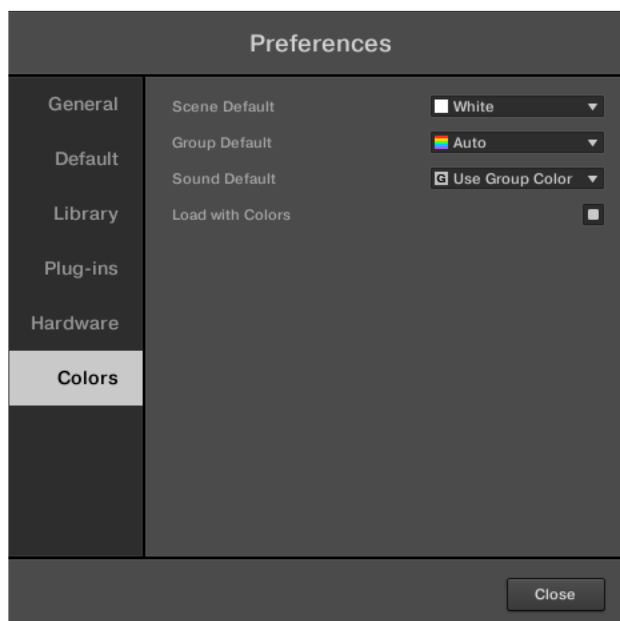 Preferences
General
Default
Library
Plug-ins
Hardware
Colors
Scene Default White
Group Default Auto
Sound Default G Use Group Color
Load with Colors
Close